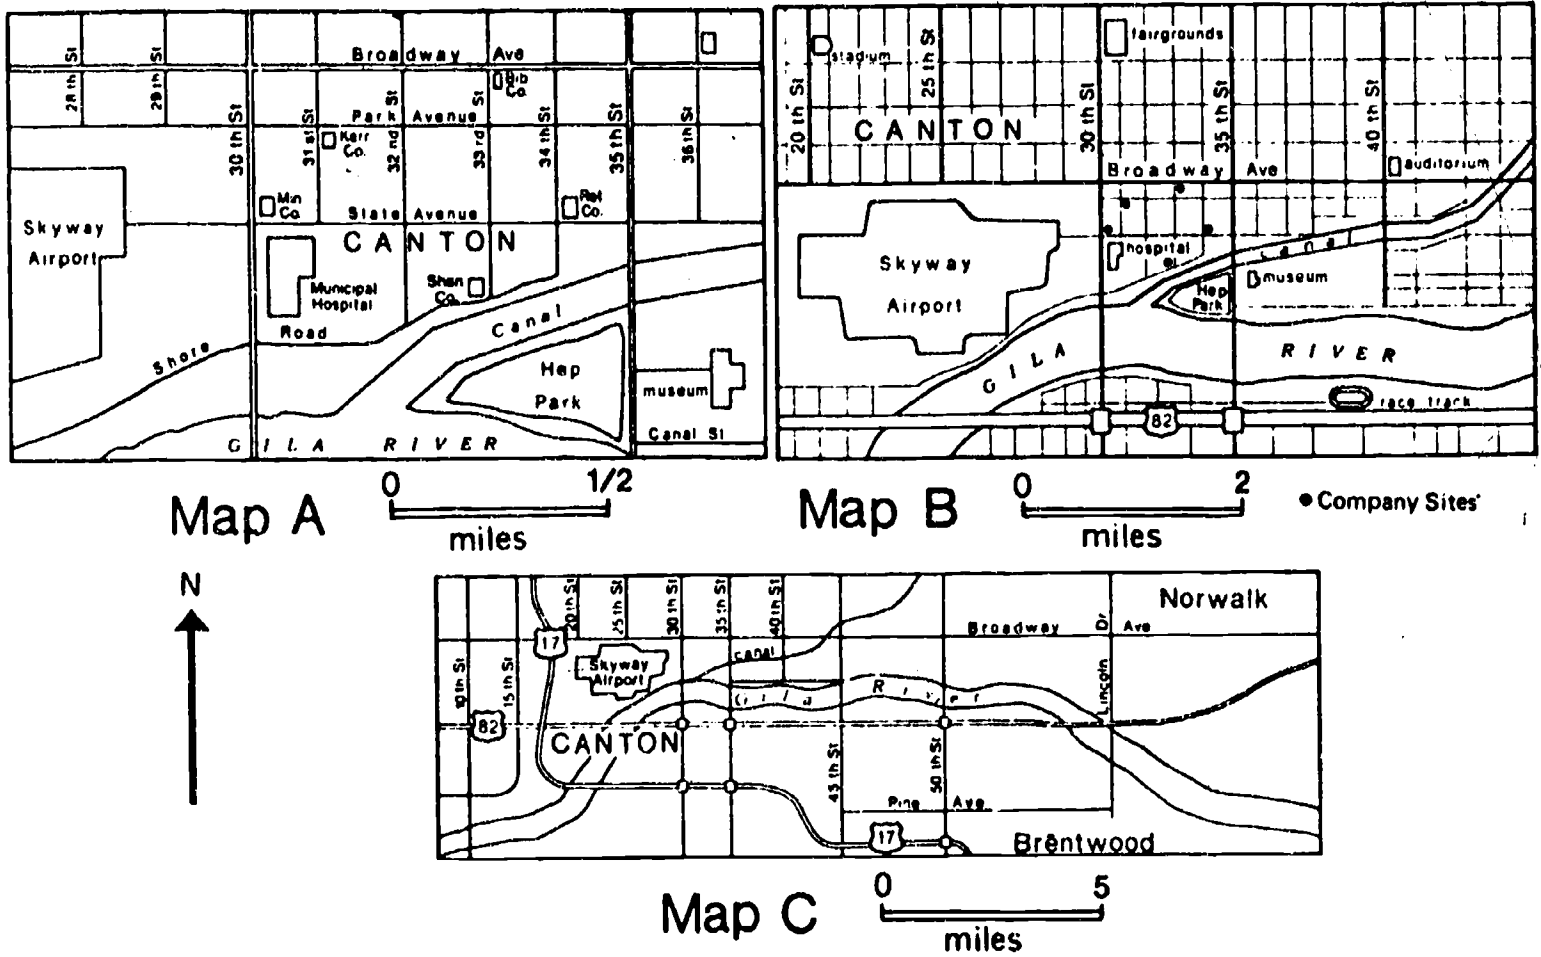 28th St
29th St
30th St
31st St
32nd St
33rd St
34th St
35th St
36th St
Broadway Ave
Bib Co.
Park Avenue
Kerr Co.
Min Co.
Rel Co.
State Avenue
CANTON
Skyway
Airport
Municipal
Hospital
Shan Co.
Shore Road
Canal
Hep
Park
museum
Canal St
GILA RIVER
Map A
0 1/2
miles
20th St
25th St
30th St
35th St
40th St
stadium
fairgrounds
CANTON
Broadway Ave
auditorium
Skyway
Airport
hospital
Canal
museum
Hep
Park
GILA RIVER
82
race track
Map B
0 2
miles
Company Sites
N
10th St
15th St
20th St
25th St
30th St
35th St
40th St
45th St
50th St
17
Skyway
Airport
canal
Gila River
Broadway Ave
Lincoln Dr
Norwalk
82
CANTON
Pine Ave
17
Brentwood
Map C
0 5
miles